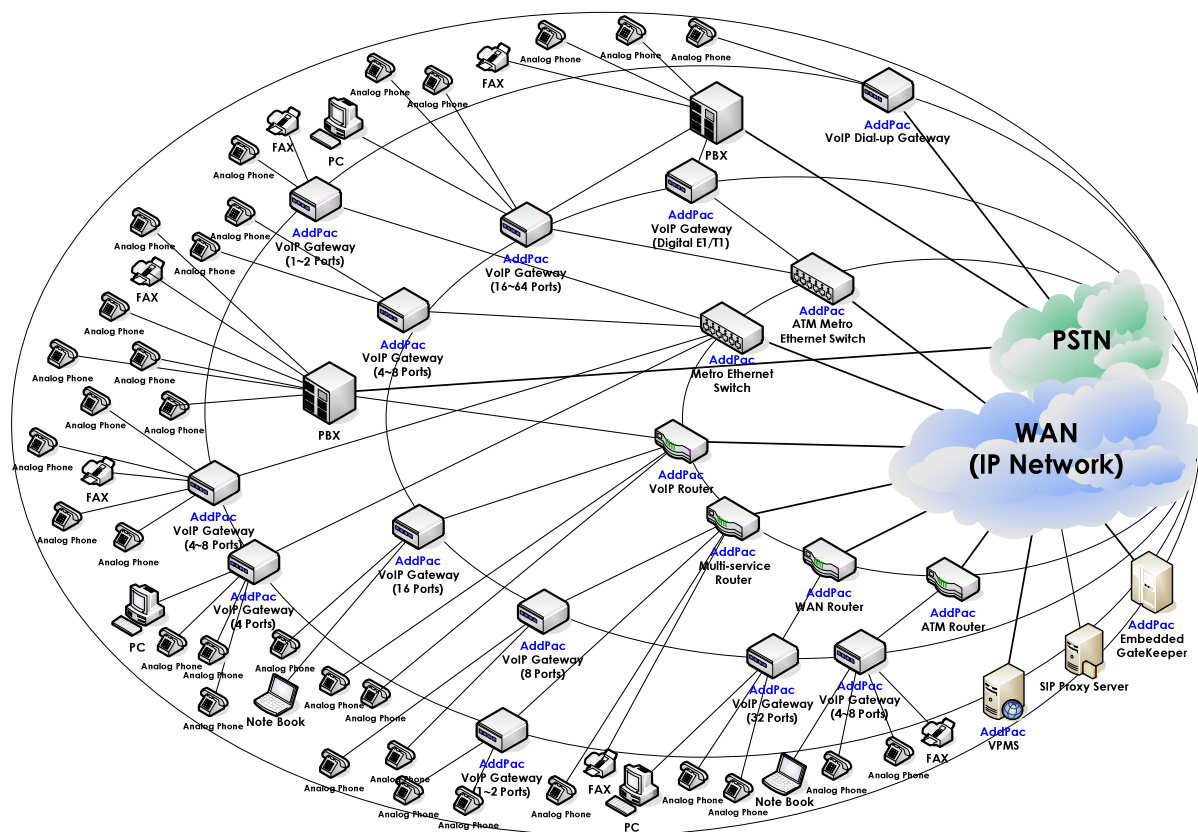 Analog Phone
Analog Phone
Analog Phone
FAX
Analog Phone
Analog Phone
AddPac
VoIP Dial-up Gateway
FAX
PC
PBX
Analog Phone
AddPac
VoIP Gateway
(Digital E1/T1)
Analog Phone
Analog Phone
Analog Phone
AddPac
VoIP Gateway
(1~2 Ports)
AddPac
VoIP Gateway
(16~64 Ports)
FAX
AddPac
ATM Metro
Ethernet Switch
Analog Phone
PSTN
AddPac
VoIP Gateway
(4~8 Ports)
AddPac
Metro Ethernet
Switch
Analog Phone
Analog Phone
Analog Phone
Analog Phone
PBX
WAN
(IP Network)
Analog Phone
FAX
AddPac
VoIP Router
AddPac
VoIP Gateway
(4~8 Ports)
Analog Phone
Analog Phone
AddPac
VoIP Gateway
(16 Ports)
AddPac
Multi-service
Router
AddPac
VoIP Gateway
(4 Ports)
AddPac
WAN Router
AddPac
ATM Router
AddPac
Embedded
GateKeeper
PC
Analog Phone
Analog Phone
Analog Phone
AddPac
VoIP Gateway
(8 Ports)
AddPac
VoIP Gateway
(32 Ports)
AddPac
VoIP Gateway
(4~8 Ports)
SIP Proxy Server
Analog Phone
Note Book
Analog Phone
Analog Phone
AddPac
VPMS
AddPac
VoIP Gateway
(1~2 Ports)
Analog Phone
Analog Phone
Analog Phone
Analog Phone
Analog Phone
FAX
PC
Analog Phone
Analog Phone
Note Book
Analog Phone
Analog Phone
FAX